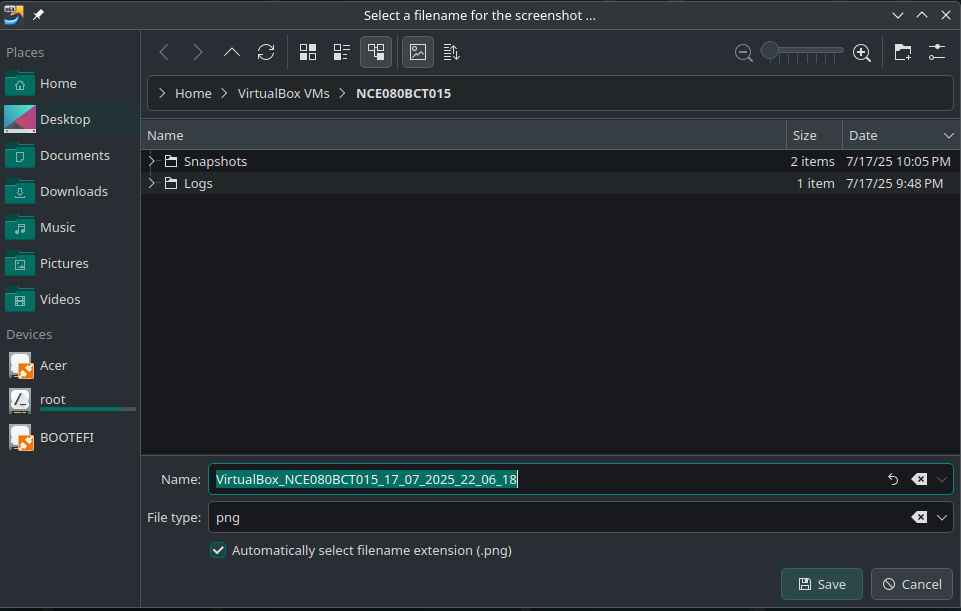 Select a filename for the screenshot ...
Places
Home
Desktop
Documents
Downloads
Music
Pictures
Videos
Devices
Acer
root
BOOTEFI
Home VirtualBox VMs NCE080BCT015
Name Size Date
Snapshots 2 items 7/17/25 10:05 PM
Logs 1 item 7/17/25 9:48 PM
Name: VirtualBox_NCE080BCT015_17_07_2025_22_06_18
File type: png
Automatically select filename extension (.png)
Save Cancel